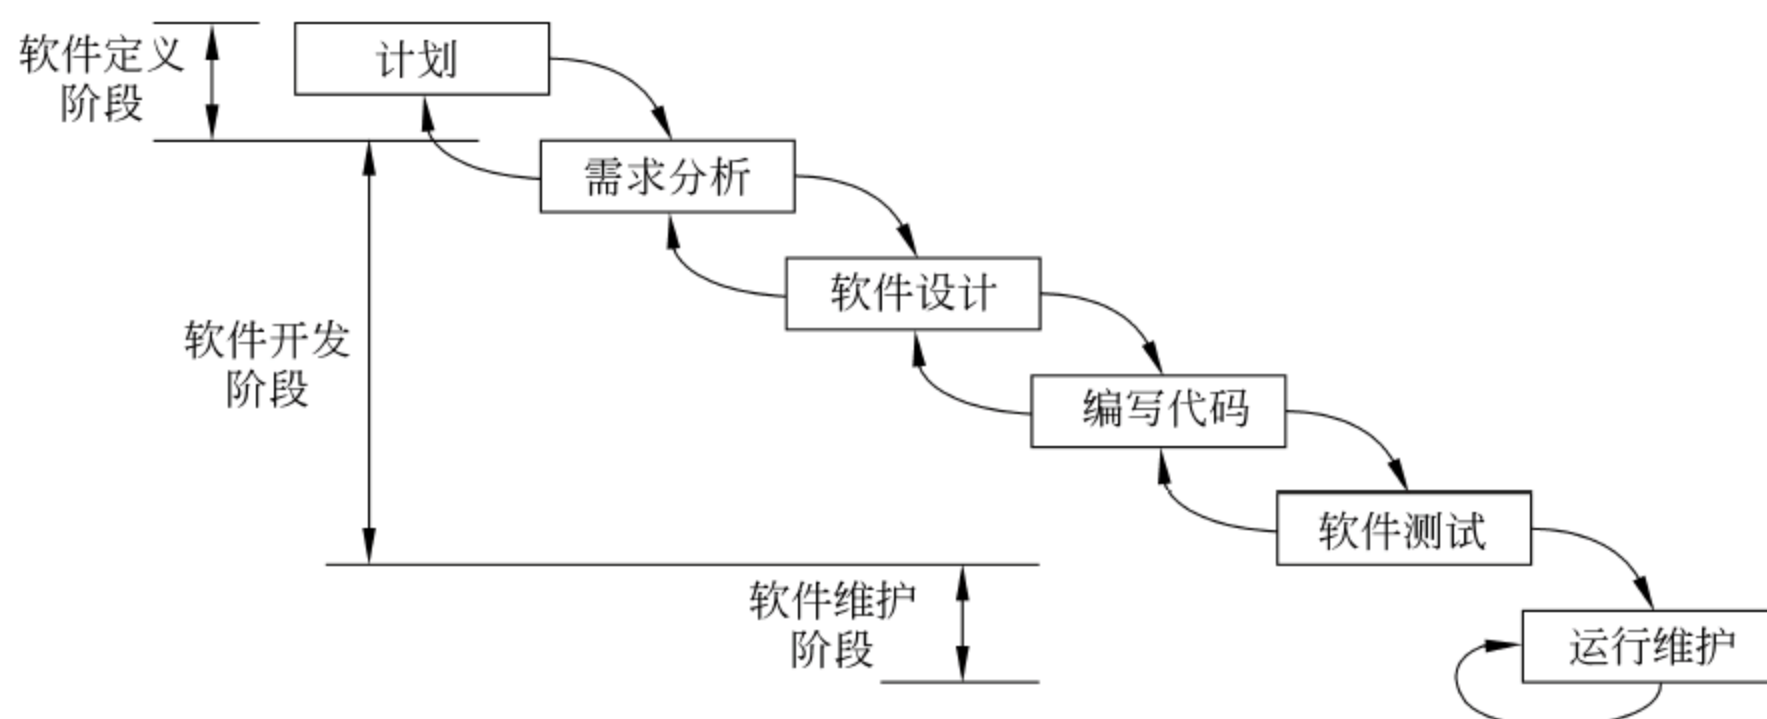 软件定义
阶段
计划
需求分析
软件设计
软件开发
阶段
编写代码
软件测试
软件维护
阶段
运行维护